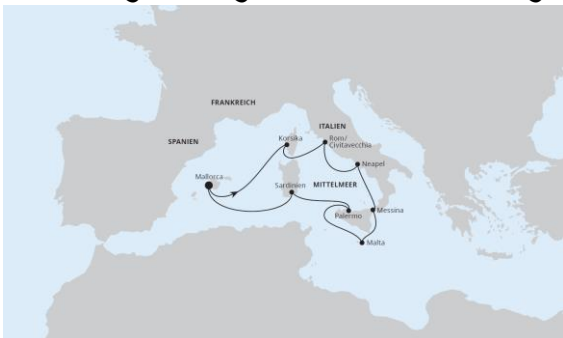 FRANKREICH
ITALIEN
Korsika
Rom/
Civitavecchia
SPANIEN
Neapel
Mallorca
Sardinien
MITTELMEER
Palermo
Messina
Malta